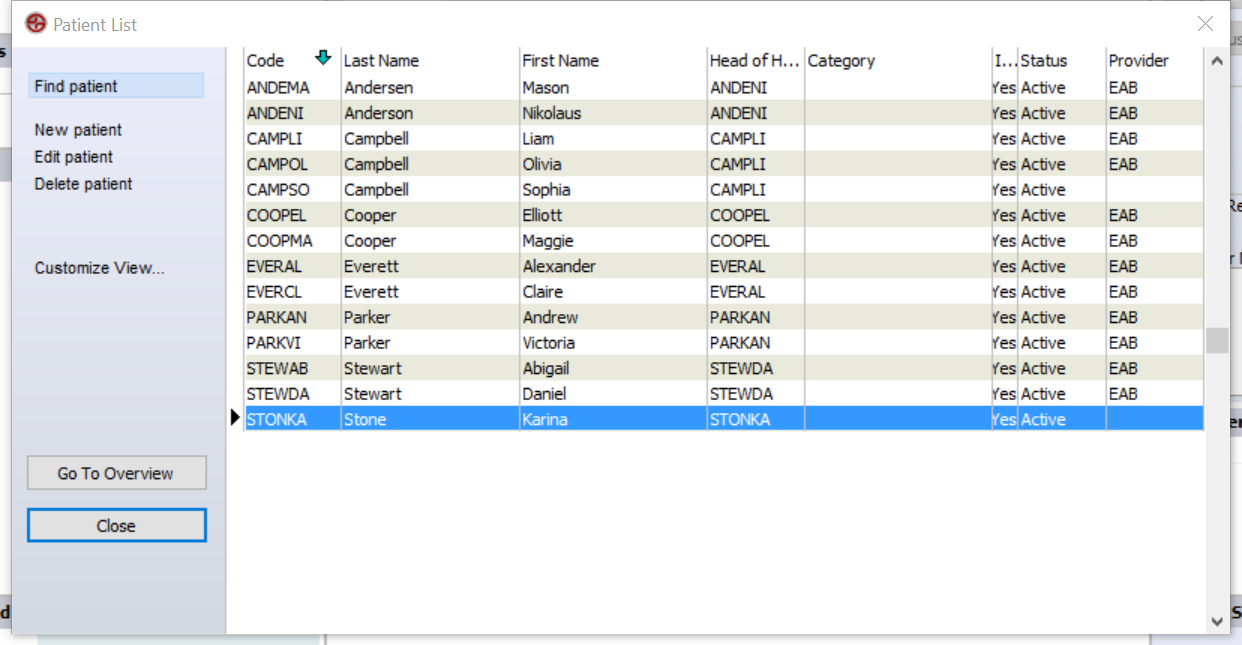 Patient List
Find patient
New patient
Edit patient
Delete patient
Customize View...
Go To Overview
Close
Code Last Name First Name Head of H... Category I... Status Provider
ANDEMA Andersen Mason ANDENI Yes Active EAB
ANDENI Anderson Nikolaus ANDENI Yes Active EAB
CAMPLI Campbell Liam CAMPLI Yes Active EAB
CAMPOL Campbell Olivia CAMPLI Yes Active EAB
CAMPSO Campbell Sophia CAMPLI Yes Active
COOPEL Cooper Elliott COOPEL Yes Active EAB
COOPMA Cooper Maggie COOPEL Yes Active EAB
EVERAL Everett Alexander EVERAL Yes Active EAB
EVERCL Everett Claire EVERAL Yes Active EAB
PARKAN Parker Andrew PARKAN Yes Active EAB
PARKVI Parker Victoria PARKAN Yes Active EAB
STEWAB Stewart Abigail STEWDA Yes Active EAB
STEWDA Stewart Daniel STEWDA Yes Active EAB
STONKA Stone Karina STONKA Yes Active